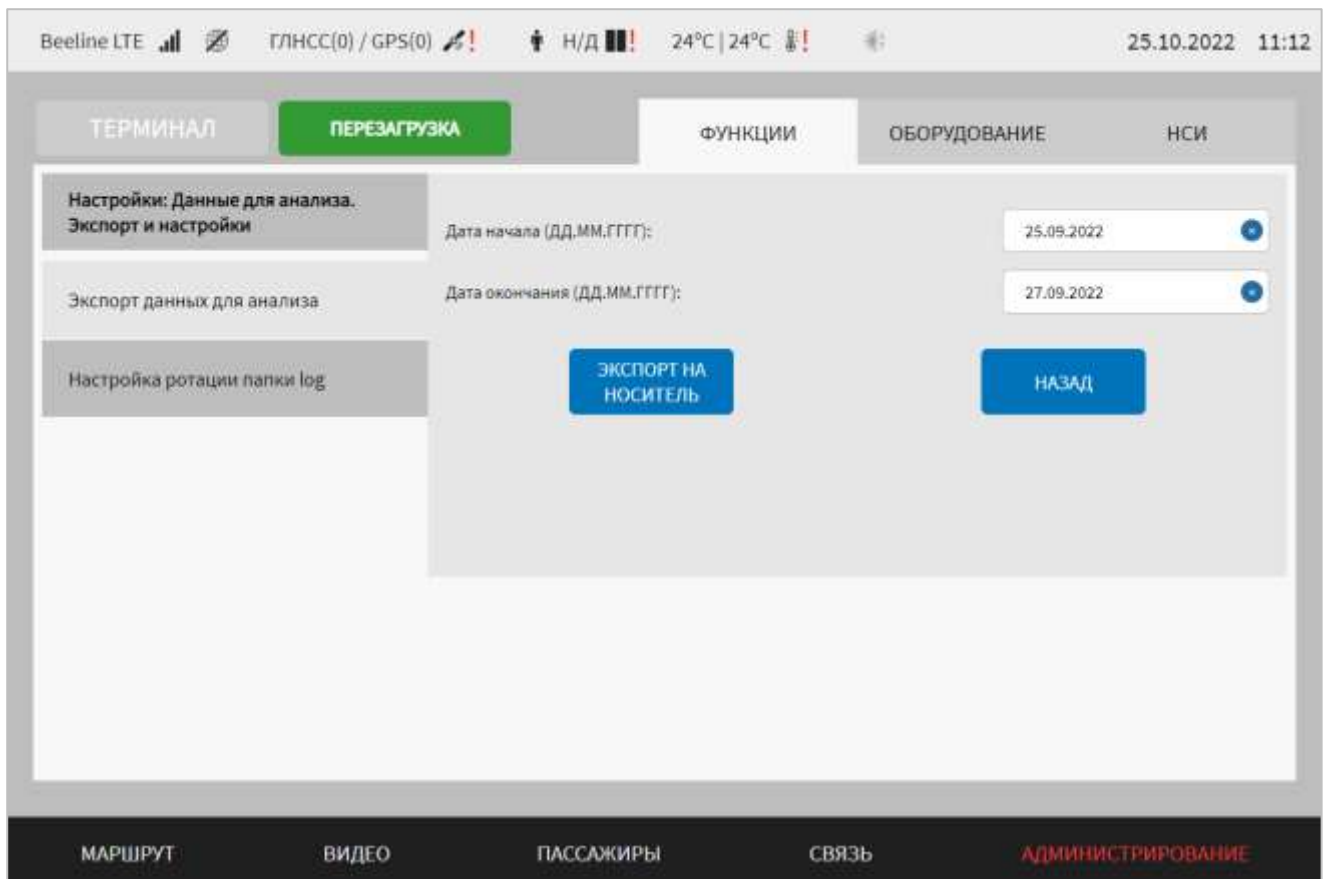 Beeline LTE ГЛНСС(0) / GPS(0) ! Н/Д ! 24°C | 24°C ! 25.10.2022 11:12
ТЕРМИНАЛ ПЕРЕЗАГРУЗКА ФУНКЦИИ ОБОРУДОВАНИЕ НСИ
Настройки: Данные для анализа.
Экспорт и настройки
Дата начала (ДД.ММ.ГГГГ): 25.09.2022
Экспорт данных для анализа
Дата окончания (ДД.ММ.ГГГГ): 27.09.2022
Настройка ротации папки log
ЭКСПОРТ НА
НОСИТЕЛЬ
НАЗАД
МАРШРУТ ВИДЕО ПАССАЖИРЫ СВЯЗЬ АДМИНИСТРИРОВАНИЕ